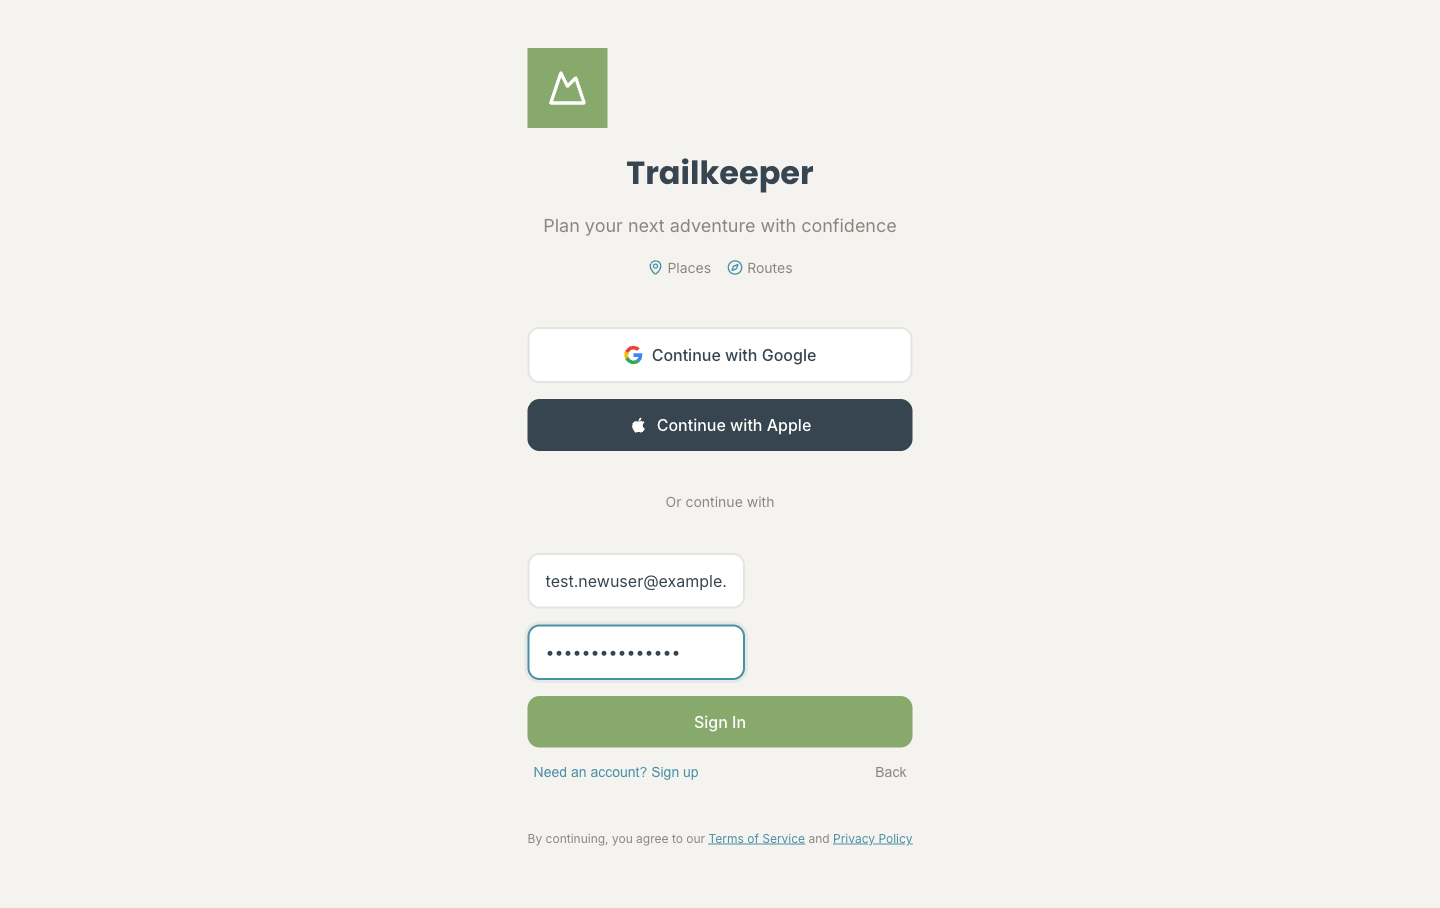 Trailkeeper
Plan your next adventure with confidence
Places Routes
Continue with Google
Continue with Apple
Or continue with
test.newuser@example.
•••••••••••••••
Sign In
Need an account? Sign up Back
By continuing, you agree to our Terms of Service and Privacy Policy